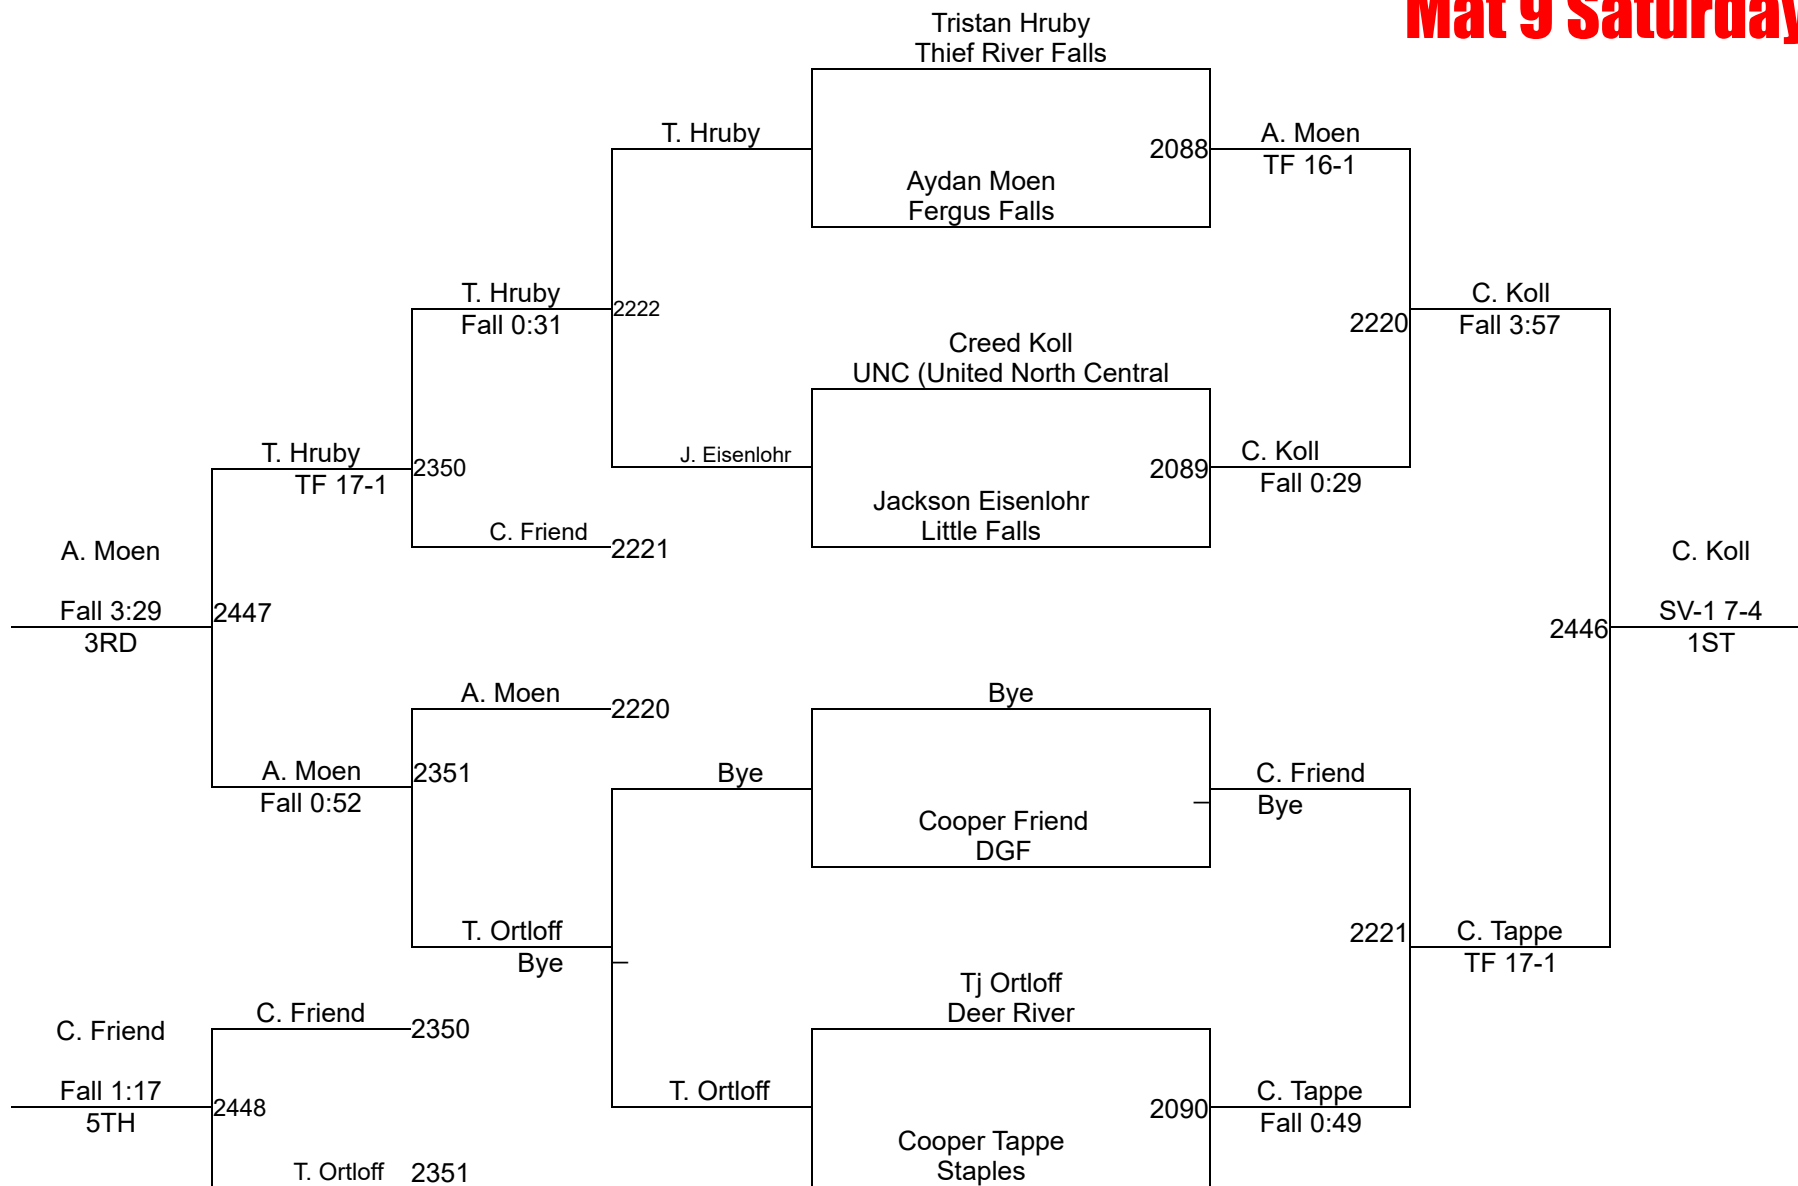 Mat 9 Saturday
Tristan Hruby
Thief River Falls
T. Hruby
2088
A. Moen
TF 16-1
Aydan Moen
Fergus Falls
T. Hruby
Fall 0:31
2222
2220
C. Koll
Fall 3:57
Creed Koll
UNC (United North Central
T. Hruby
TF 17-1
2350
J. Eisenlohr
2089
C. Koll
Fall 0:29
Jackson Eisenlohr
Little Falls
C. Friend
2221
A. Moen
Fall 3:29
3RD
2447
2446
C. Koll
SV-1 7-4
1ST
A. Moen
2220
Bye
A. Moen
Fall 0:52
2351
Bye
C. Friend
Bye
Cooper Friend
DGF
T. Ortloff
Bye
2221
C. Tappe
TF 17-1
Tj Ortloff
Deer River
C. Friend
2350
C. Friend
Fall 1:17
5TH
2448
T. Ortloff
2090
C. Tappe
Fall 0:49
Cooper Tappe
Staples
T. Ortloff
2351